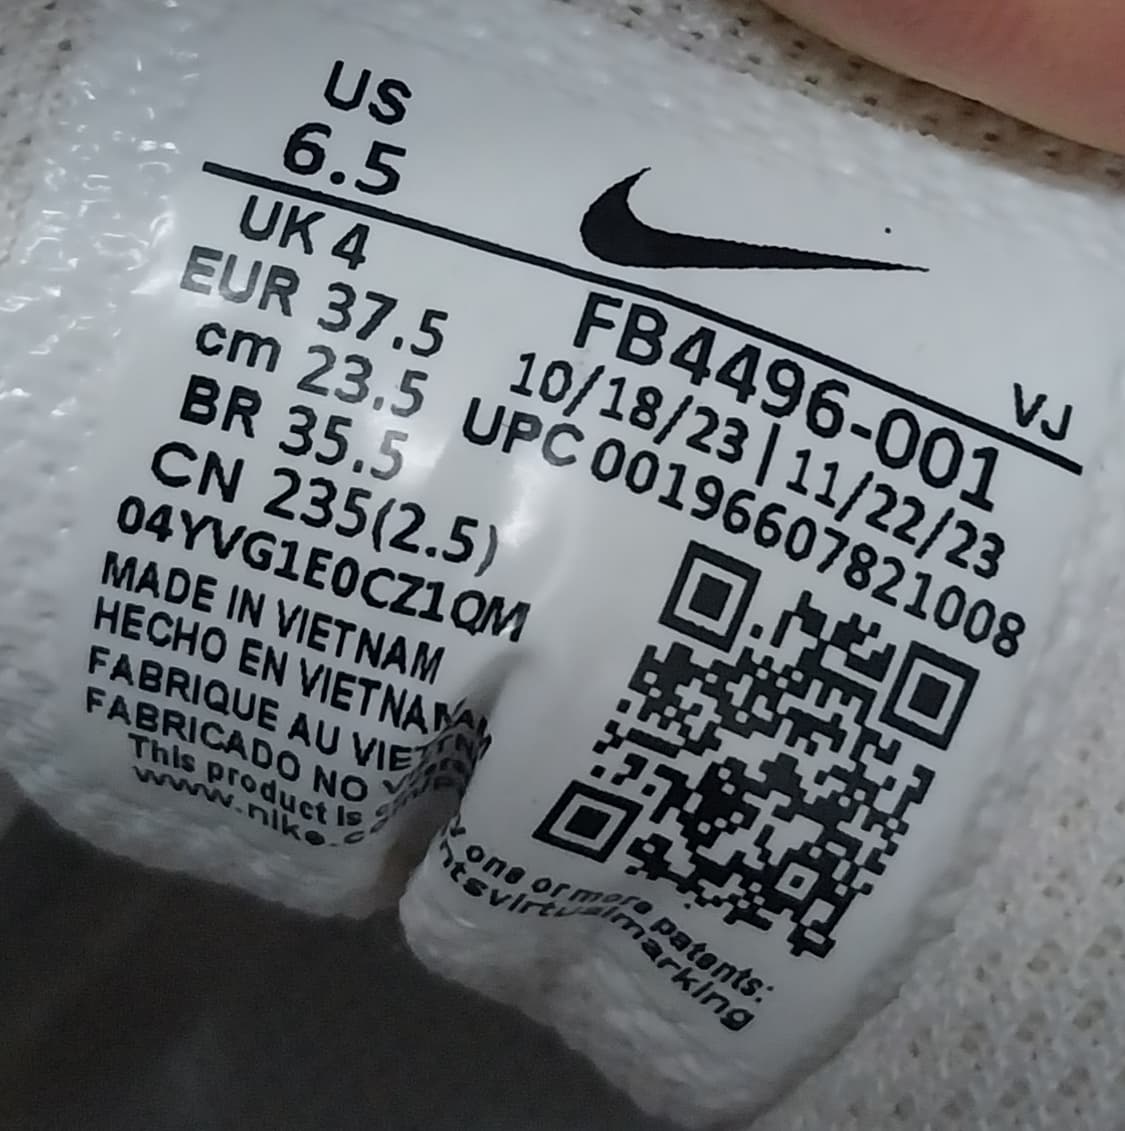 US
6.5
UK 4
EUR 37.5
cm 23.5
BR 35.5
CN 235(2.5)
04YVG1E0CZ1QM
MADE IN VIETNAM
HECHO EN VIETNAM
FABRIQUE AU
FABRICADO NO
This product is
www.nike.
VJ
FB4496-001
10/18/23 | 11/22/23
UPC 00196607821008
one or more patents: